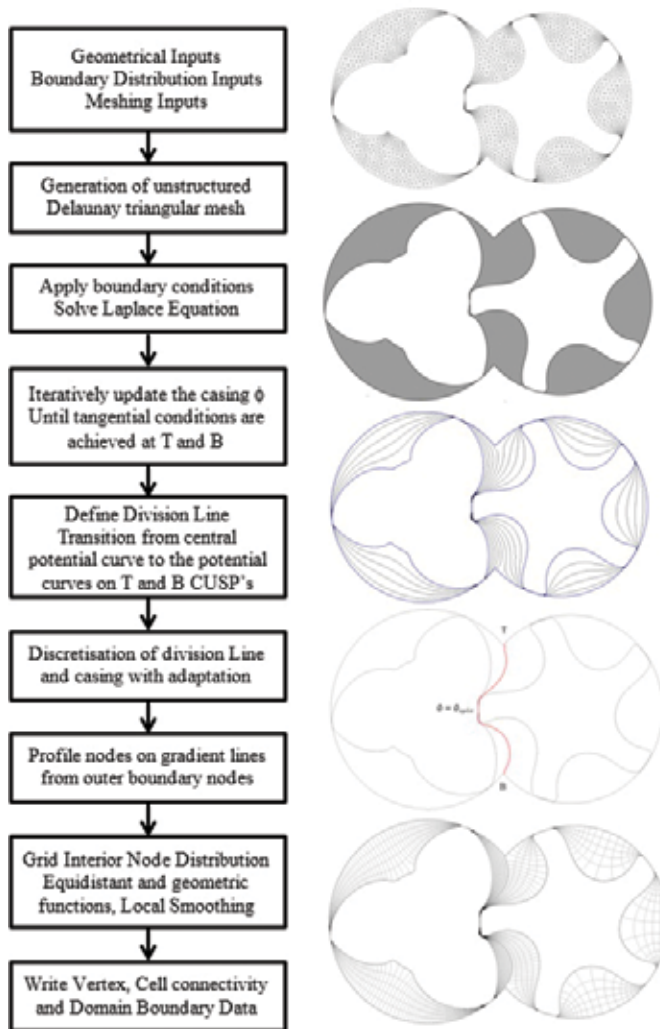 Geometrical Inputs
Boundary Distribution Inputs
Meshing Inputs
Generation of unstructured
Delaunay triangular mesh
Apply boundary conditions
Solve Laplace Equation
Iteratively update the casing ϕ
Until tangential conditions are
achieved at T and B
Define Division Line
Transition from central
potential curve to the potential
curves on T and B CUSP's
Discretisation of division Line
and casing with adaptation
Profile nodes on gradient lines
from outer boundary nodes
Grid Interior Node Distribution
Equidistant and geometric
functions, Local Smoothing
Write Vertex, Cell connectivity
and Domain Boundary Data
T
B